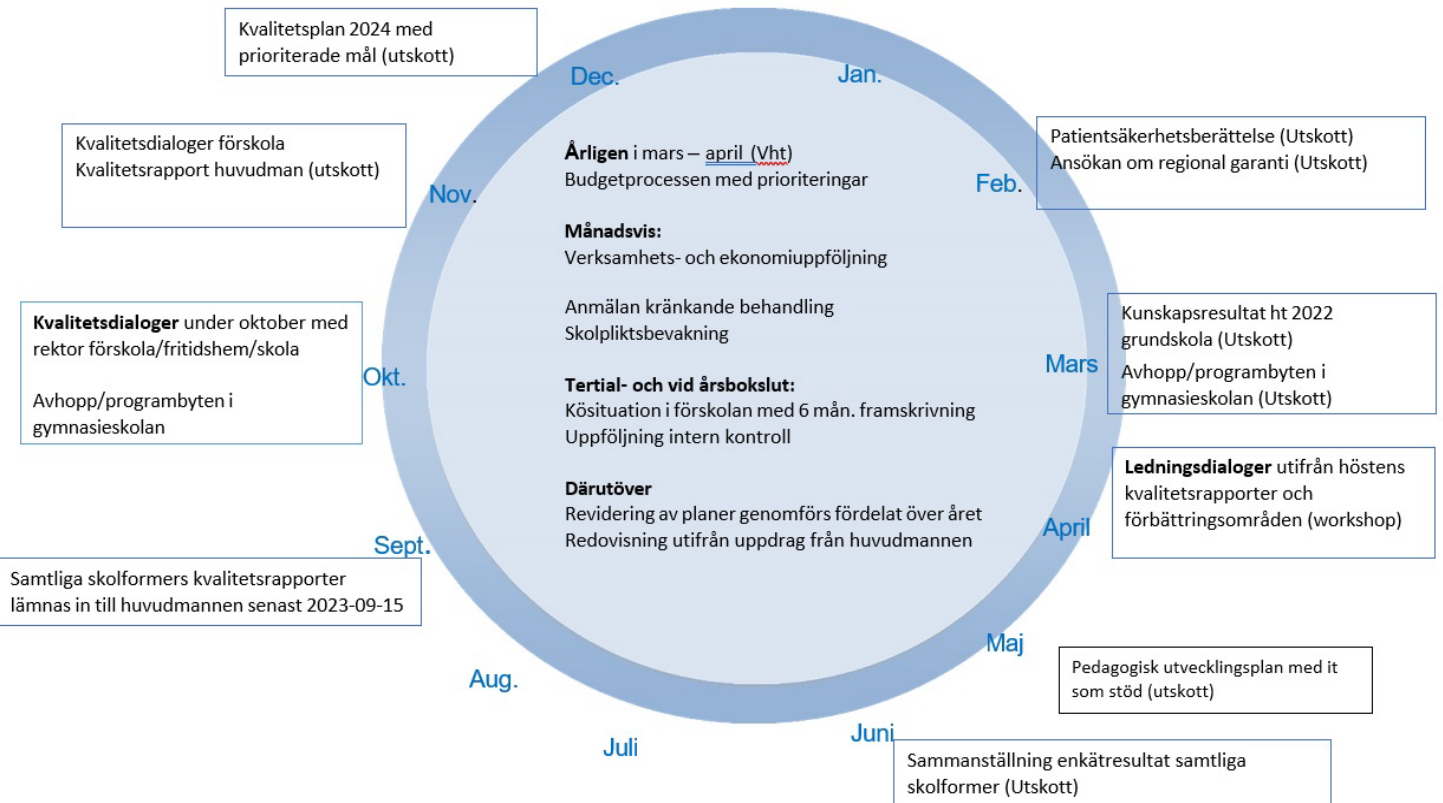 Kvalitetsplan 2024 med
prioriterade mål (utskott)
Dec.
Jan.
Kvalitetsdialoger förskola
Kvalitetsrapport huvudman (utskott)
Nov.
Årligen i mars – april (Vht)
Budgetprocessen med prioriteringar
Månadsvis:
Verksamhets- och ekonomiuppföljning
Anmälan kränkande behandling
Skolpliktsbevakning
Tertial- och vid årsbokslut:
Kösituation i förskolan med 6 mån. framskrivning
Uppföljning intern kontroll
Därutöver
Revidering av planer genomförs fördelat över året
Redovisning utifrån uppdrag från huvudmannen
Feb.
Patientsäkerhetsberättelse (Utskott)
Ansökan om regional garanti (Utskott)
Kvalitetsdialoger under oktober med
rektor förskola/fritidshem/skola
Avhopp/programbyten i
gymnasieskolan
Okt.
Mars
Kunskapsresultat ht 2022
grundskola (Utskott)
Avhopp/programbyten i
gymnasieskolan (Utskott)
Ledningsdialoger utifrån höstens
kvalitetsrapporter och
förbättringsområden (workshop)
April
Sept.
Samtliga skolformers kvalitetsrapporter
lämnas in till huvudmannen senast 2023-09-15
Maj
Pedagogisk utvecklingsplan med it
som stöd (utskott)
Aug.
Juli
Juni
Sammanställning enkätresultat samtliga
skolformer (Utskott)